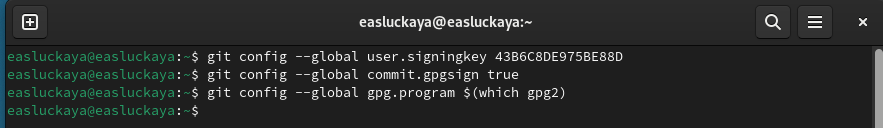 easluckaya@easluckaya:~
easluckaya@easluckaya:~$ git config --global user.signingkey 43B6C8DE975BE88D
easluckaya@easluckaya:~$ git config --global commit.gpgsign true
easluckaya@easluckaya:~$ git config --global gpg.program $(which gpg2)
easluckaya@easluckaya:~$